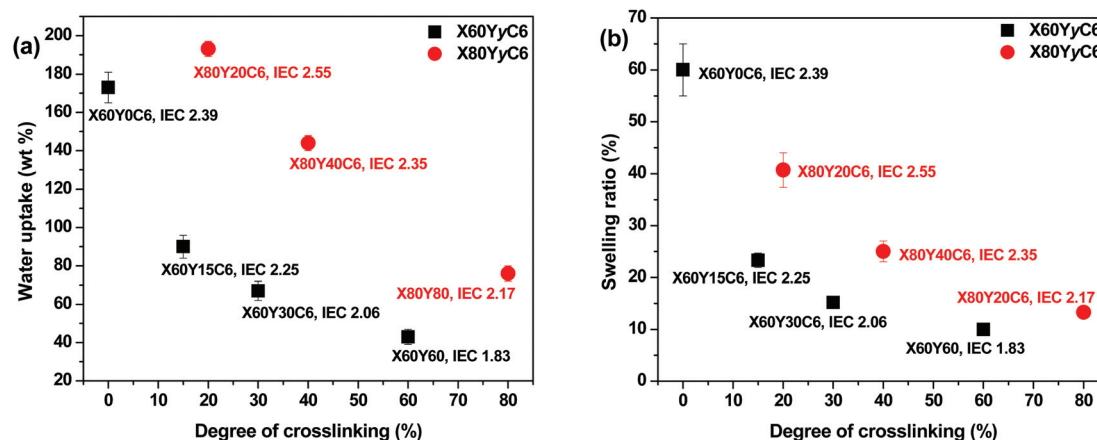 (a)
X60YyC6
X80YyC6
X80Y20C6, IEC 2.55
X60Y0C6, IEC 2.39
X80Y40C6, IEC 2.35
X60Y15C6, IEC 2.25
X80Y80, IEC 2.17
X60Y30C6, IEC 2.06
X60Y60, IEC 1.83
Water uptake (wt %)
200
180
160
140
120
100
80
60
40
20
0 10 20 30 40 50 60 70 80
Degree of crosslinking (%)
(b)
X60YyC6
X80YyC6
X60Y0C6, IEC 2.39
X80Y20C6, IEC 2.55
X80Y40C6, IEC 2.35
X60Y15C6, IEC 2.25
X80Y20C6, IEC 2.17
X60Y30C6, IEC 2.06
X60Y60, IEC 1.83
Swelling ratio (%)
70
60
50
40
30
20
10
0
0 10 20 30 40 50 60 70 80
Degree of crosslinking (%)